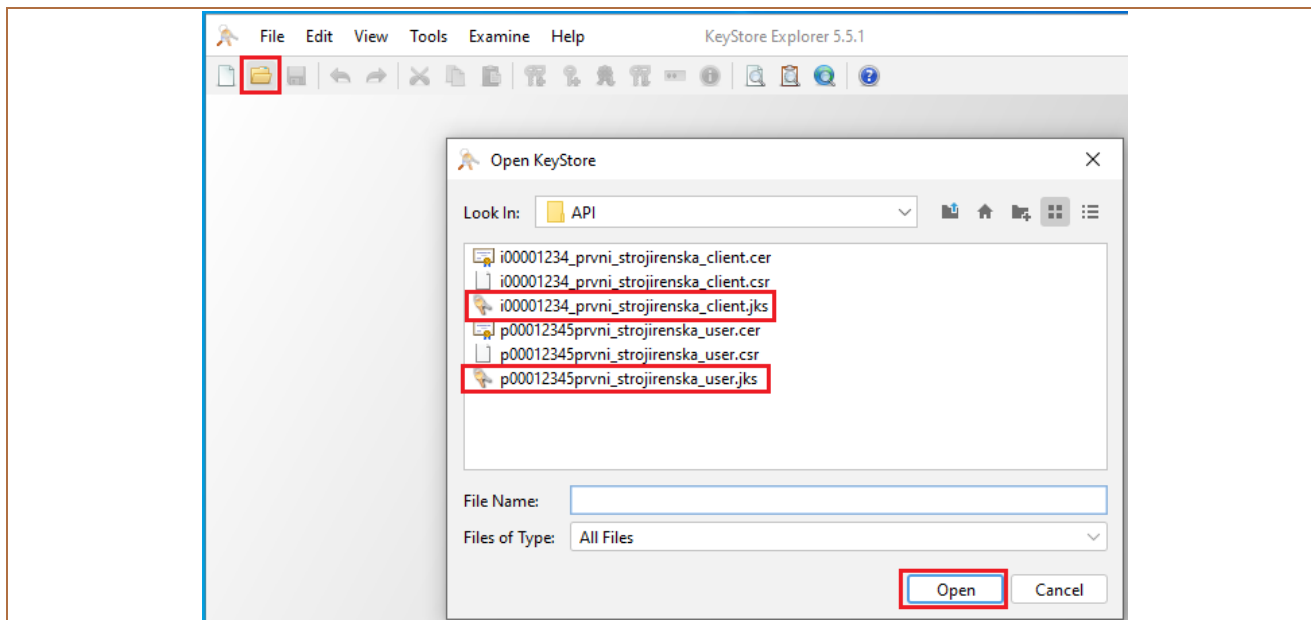 File Edit View Tools Examine Help KeyStore Explorer 5.5.1
Open KeyStore
Look In: API
i00001234_prvni_strojirenska_client.cer
i00001234_prvni_strojirenska_client.csr
i00001234_prvni_strojirenska_client.jks
p00012345prvni_strojirenska_user.cer
p00012345prvni_strojirenska_user.csr
p00012345prvni_strojirenska_user.jks
File Name:
Files of Type: All Files
Open Cancel